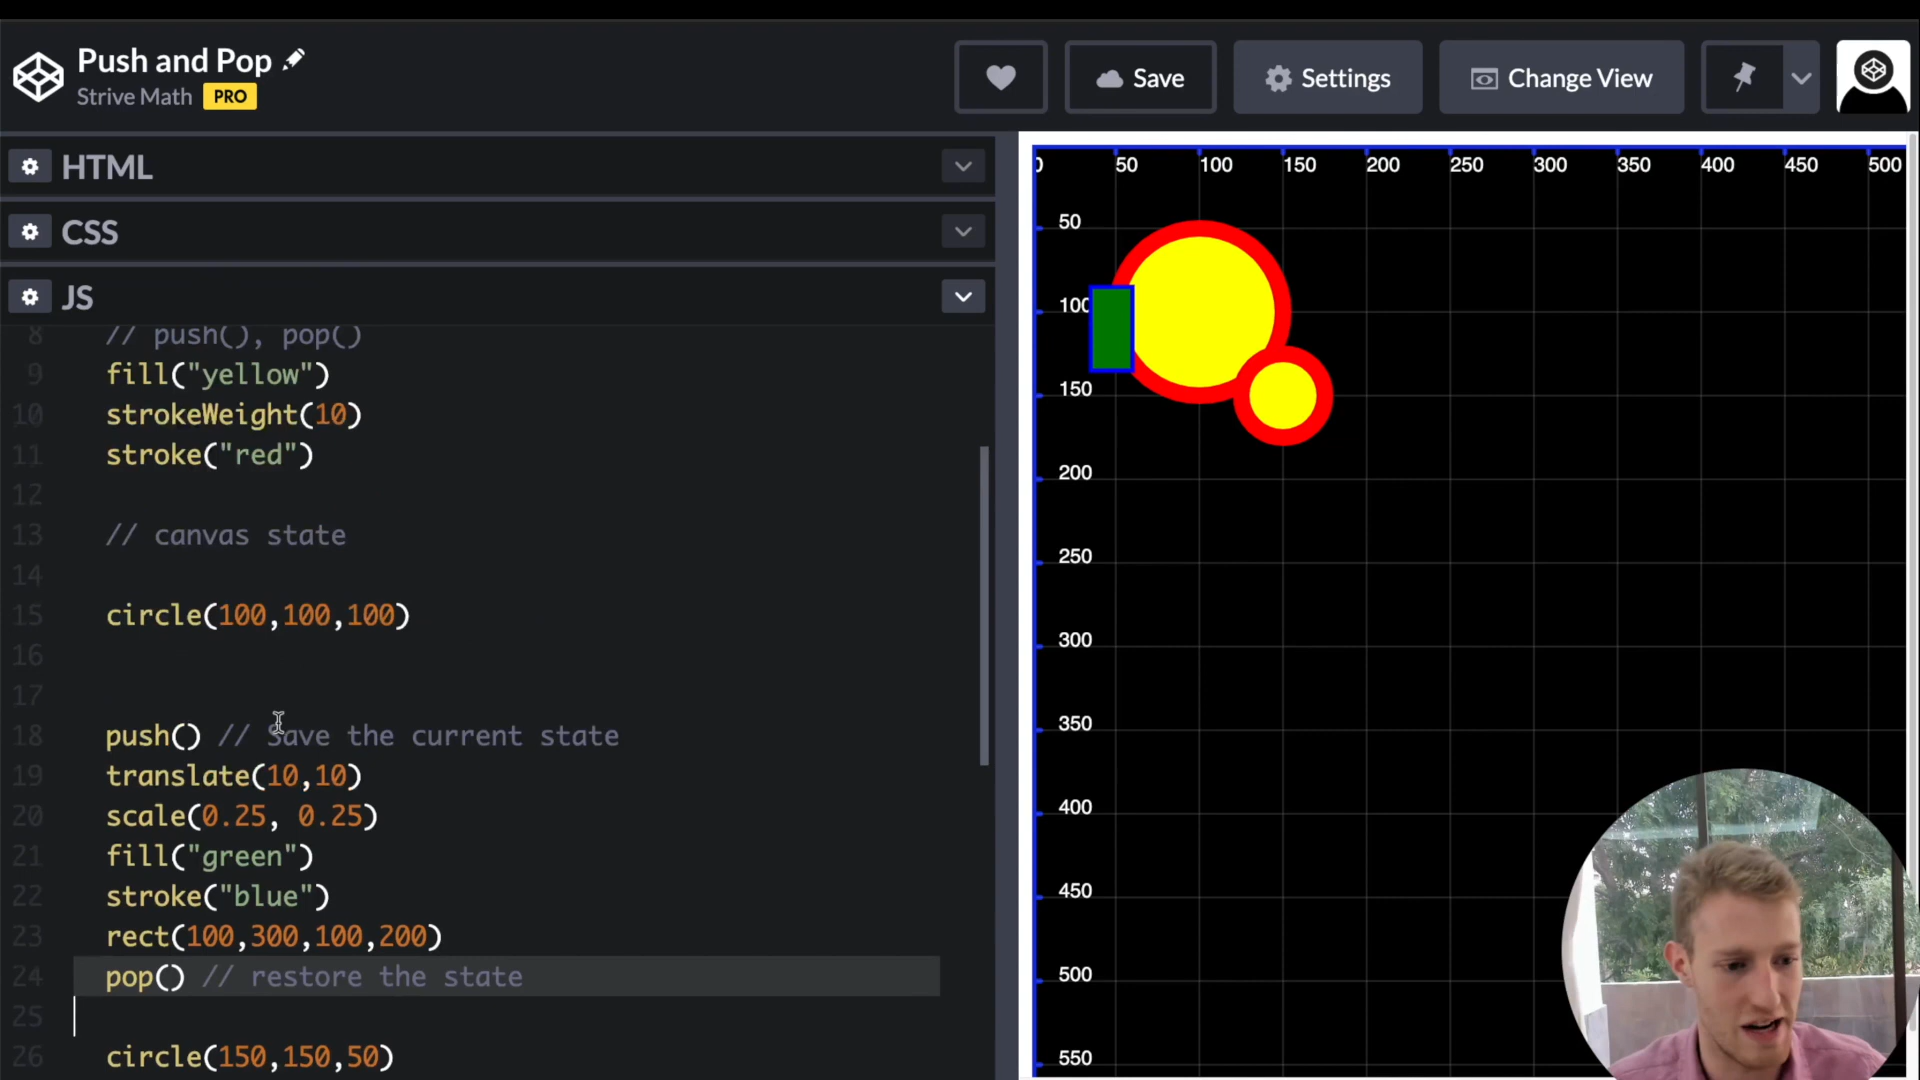 Push and Pop
Strive Math PRO
Save
Settings
Change View
HTML
CSS
JS
8 // push(), pop()
9 fill("yellow")
10 strokeWeight(10)
11 stroke("red")
12
13 // canvas state
14
15 circle(100,100,100)
16
17
18 push() // Save the current state
19 translate(10,10)
20 scale(0.25, 0.25)
21 fill("green")
22 stroke("blue")
23 rect(100,300,100,200)
24 pop() // restore the state
25
26 circle(150,150,50)
0 50 100 150 200 250 300 350 400 450 500
50
100
150
200
250
300
350
400
450
500
550